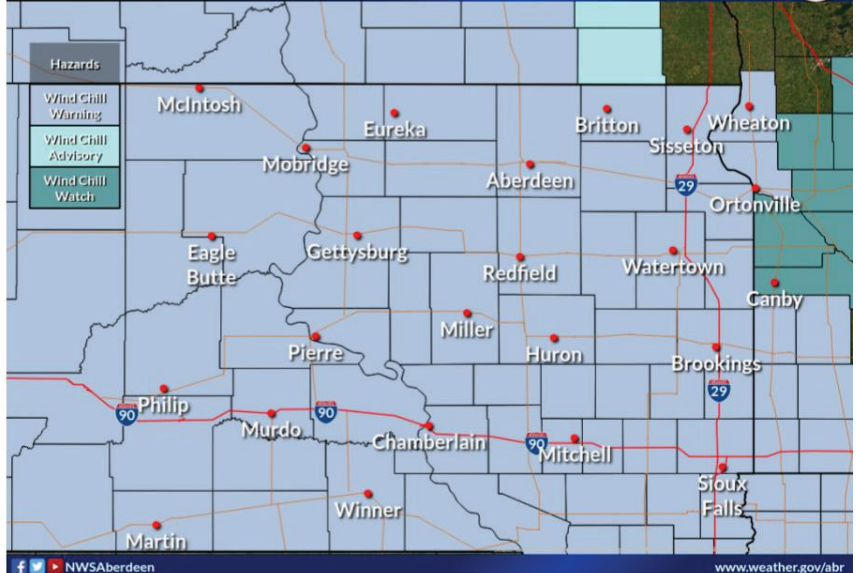 Hazards
Wind Chill
Warning
Wind Chill
Advisory
Wind Chill
Watch
McIntosh
Eureka
Britton
Wheaton
Sisseton
Mobridge
Aberdeen
29
Ortonville
Eagle
Butte
Gettysburg
Redfield
Watertown
Canby
Miller
Pierre
Huron
Brookings
29
Philip
90
90
Murdo
Chamberlain
90
Mitchell
Sioux
Falls
Winner
Martin
NWSAberdeen
www.weather.gov/abr